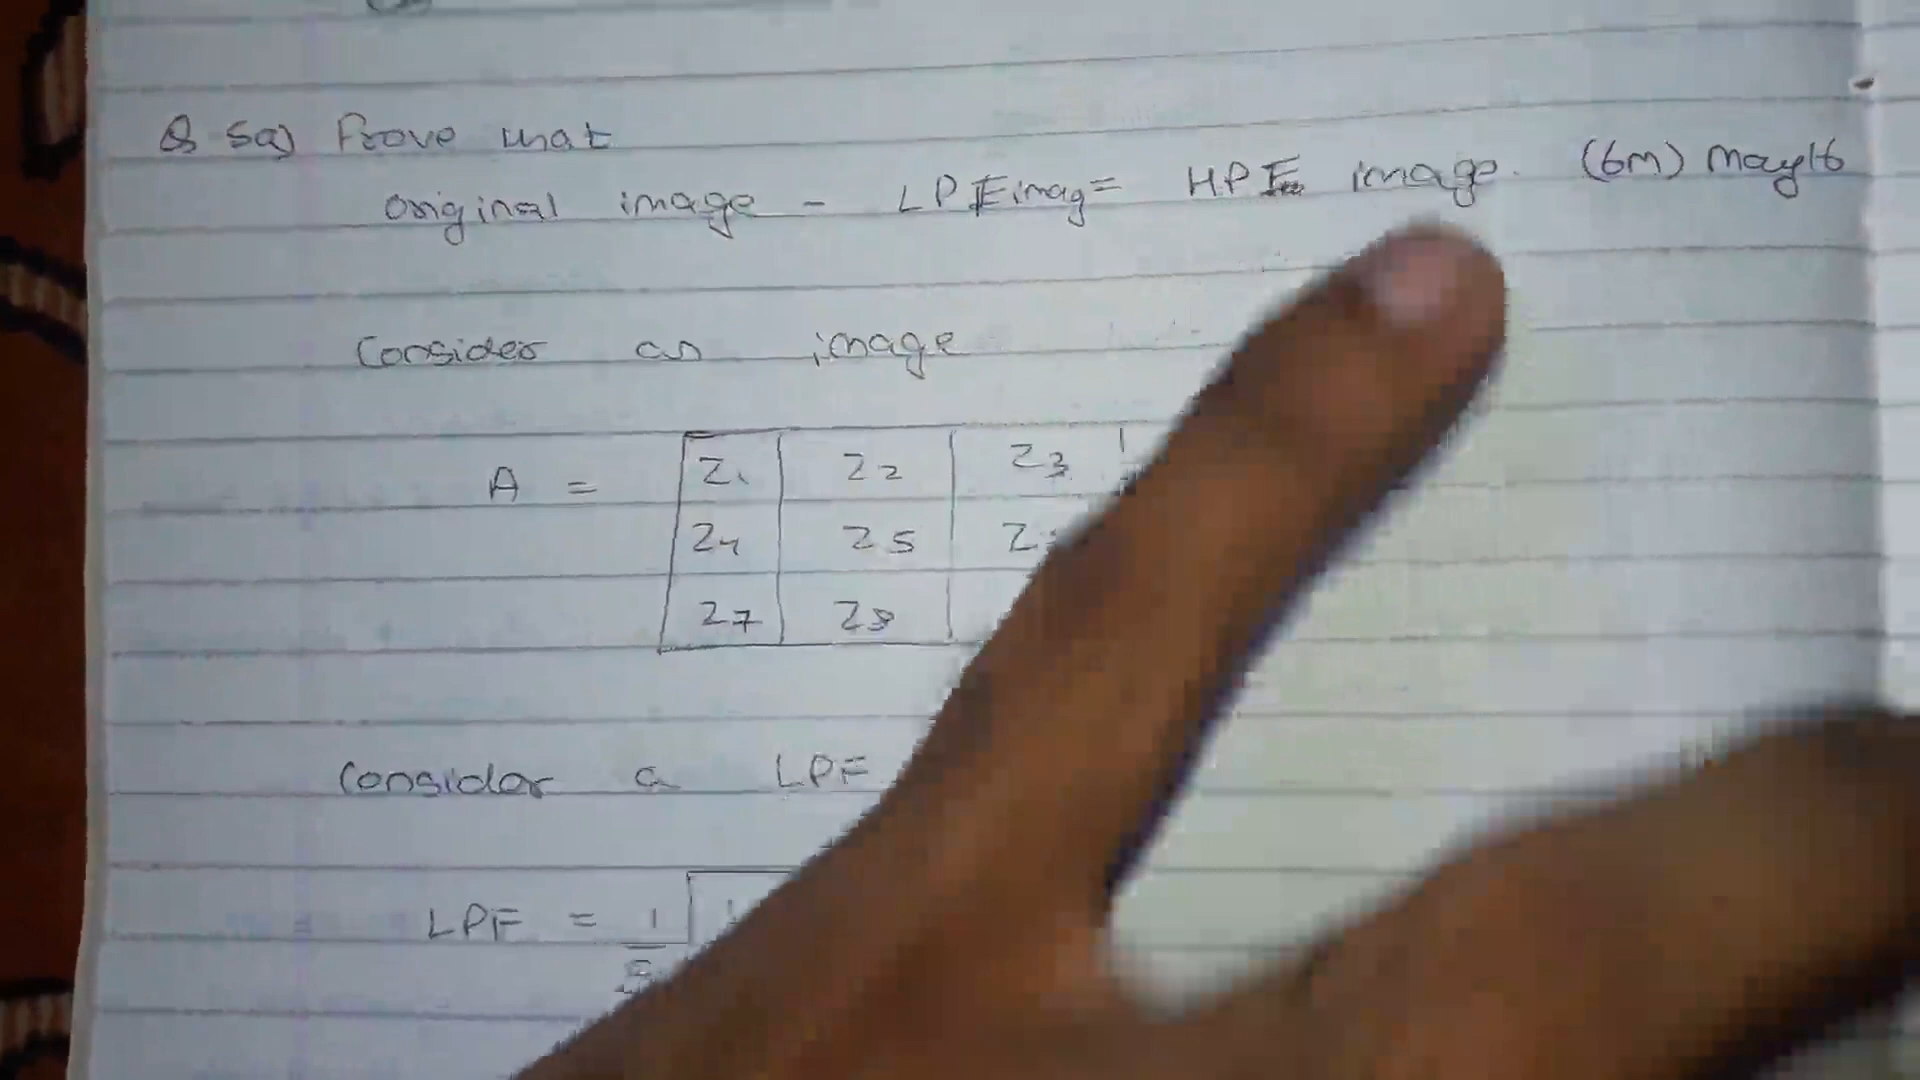 Q 5a) Prove that
original image - LPF imag = HPF image. (6m) May16
Consider an image
A =
Z1 Z2 Z3
Z4 Z5
Z7 Z8
Consider a LPF
LPF = 1